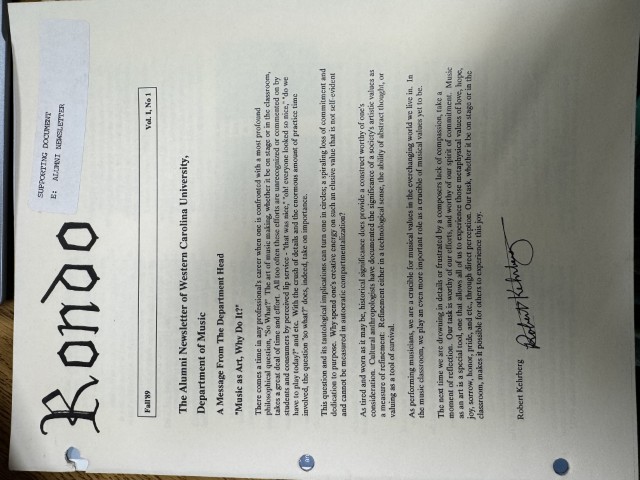 Rondo
SUPPORTING DOCUMENT
E: ALUMNI NEWSLETTER
Fall'89
Vol. I, No 1
The Alumni Newsletter of Western Carolina University,
Department of Music
A Message From The Department Head
"Music as Art, Why Do It?"
There comes a time in any professional's career when one is confronted with a most profound
philosophical question, "So What?" The art of music making, whether it be on stage or in the classroom,
takes a great deal of time and effort. All too often these efforts are unrecognized or commented on by
students and consumers by perceived lip service - "that was nice," "oh! everyone looked so nice," "do we
have to play today?" and etc. With the crush of details and the enormous amount of practice time
involved, the question "so what?" does, indeed, take on importance.
This question and its tautological implications can turn one in circles; a spiraling loss of commitment and
dedication to purpose. Why spend one's creative energy on such an elusive value that is not self-evident
and cannot be measured in autocratic compartmentalization?
As tired and worn as it may be, historical significance does provide a construct worthy of one's
consideration. Cultural anthropologists have documented the significance of a society's artistic values as
a measure of refinement: Refinement either in a technological sense, the ability of abstract thought, or
valuing as a tool of survival.
As performing musicians, we are a crucible for musical values in the everchanging world we live in. In
the music classroom, we play an even more important role as a crucible of musical values yet to be.
The next time we are drowning in details or frustrated by a composers lack of compassion, take a
moment of reflection. Our task is worthy of our efforts, and worthy of our spirit of commitment. Music
as an art is a special tool, one that allows all of us to experience those metaphysical values of love, hope,
joy, sorrow, honor, pride, and etc., through direct perception. Our task, whether it be on stage or in the
classroom, makes it possible for others to experience this joy.
Robert Kehrberg
Robert Kehrberg